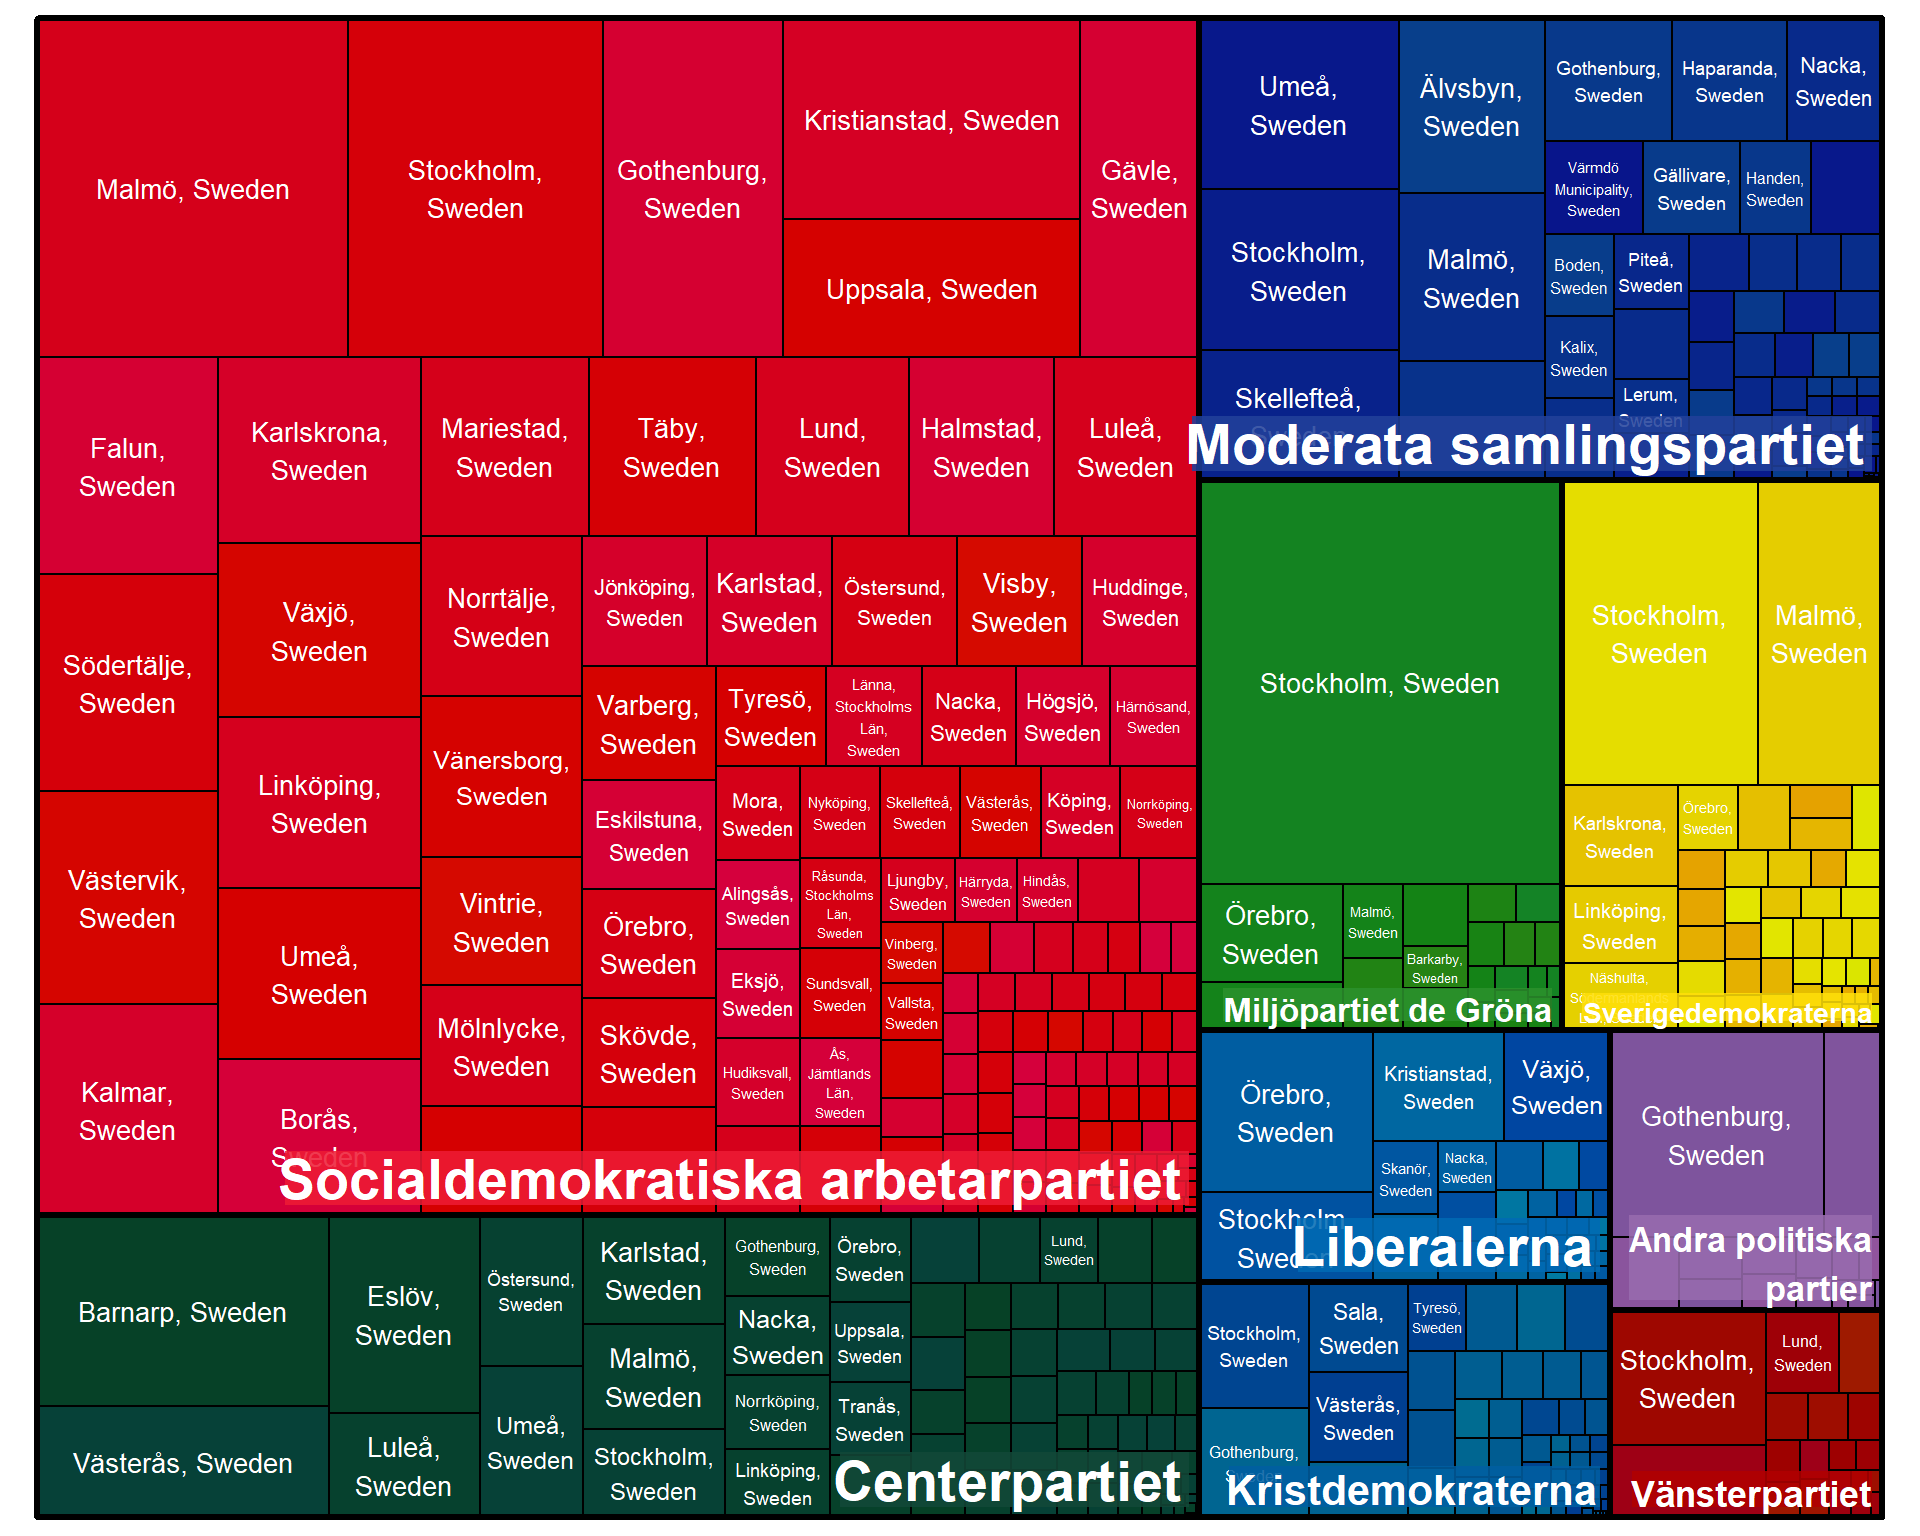 Malmö, Sweden
Stockholm,
Sweden
Gothenburg,
Sweden
Kristianstad, Sweden
Uppsala, Sweden
Gävle,
Sweden
Falun,
Sweden
Karlskrona,
Sweden
Mariestad,
Sweden
Täby,
Sweden
Lund,
Sweden
Halmstad,
Sweden
Luleå,
Sweden
Södertälje,
Sweden
Växjö,
Sweden
Norrtälje,
Sweden
Jönköping,
Sweden
Karlstad,
Sweden
Östersund,
Sweden
Visby,
Sweden
Huddinge,
Sweden
Västervik,
Sweden
Linköping,
Sweden
Vänersborg,
Sweden
Varberg,
Sweden
Tyresö,
Sweden
Länna,
Stockholms
Län,
Sweden
Nacka,
Sweden
Högsjö,
Sweden
Härnösand,
Sweden
Eskilstuna,
Sweden
Mora,
Sweden
Nyköping,
Sweden
Skellefteå,
Sweden
Västerås,
Sweden
Köping,
Sweden
Norrköping,
Sweden
Umeå,
Sweden
Vintrie,
Sweden
Örebro,
Sweden
Alingsås,
Sweden
Råsunda,
Stockholms
Län,
Sweden
Ljungby,
Sweden
Härryda,
Sweden
Hindås,
Sweden
Vinberg,
Sweden
Eksjö,
Sweden
Sundsvall,
Sweden
Vallsta,
Sweden
Kalmar,
Sweden
Borås,
Sweden
Mölnlycke,
Sweden
Skövde,
Sweden
Hudiksvall,
Sweden
Ås,
Jämtlands
Län,
Sweden
Socialdemokratiska arbetarpartiet
Barnarp, Sweden
Västerås, Sweden
Eslöv,
Sweden
Luleå,
Sweden
Östersund,
Sweden
Umeå,
Sweden
Karlstad,
Sweden
Malmö,
Sweden
Stockholm,
Sweden
Gothenburg,
Sweden
Nacka,
Sweden
Norrköping,
Sweden
Linköping,
Sweden
Örebro,
Sweden
Uppsala,
Sweden
Tranås,
Sweden
Lund,
Sweden
Centerpartiet
Umeå,
Sweden
Stockholm,
Sweden
Skellefteå,
Sweden
Älvsbyn,
Sweden
Malmö,
Sweden
Gothenburg,
Sweden
Haparanda,
Sweden
Nacka,
Sweden
Värmdö
Municipality,
Sweden
Gällivare,
Sweden
Handen,
Sweden
Boden,
Sweden
Piteå,
Sweden
Kalix,
Sweden
Lerum,
Sweden
Moderata samlingspartiet
Stockholm, Sweden
Örebro,
Sweden
Malmö,
Sweden
Barkarby,
Sweden
Miljöpartiet de Gröna
Stockholm,
Sweden
Malmö,
Sweden
Karlskrona,
Sweden
Örebro,
Sweden
Linköping,
Sweden
Näshulta,
Sverigedemokraterna
Örebro,
Sweden
Stockholm,
Sweden
Kristianstad,
Sweden
Växjö,
Sweden
Skanör,
Sweden
Nacka,
Sweden
Liberalerna
Gothenburg,
Sweden
Andra politiska
partier
Stockholm,
Sweden
Gothenburg,
Sweden
Sala,
Sweden
Västerås,
Sweden
Tyresö,
Sweden
Kristdemokraterna
Stockholm,
Sweden
Lund,
Sweden
Vänsterpartiet